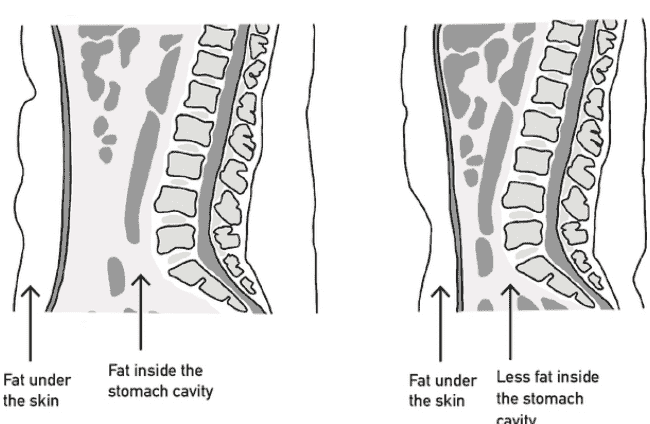 Fat under
the skin
Fat inside the
stomach cavity
Fat under
the skin
Less fat inside
the stomach
cavity